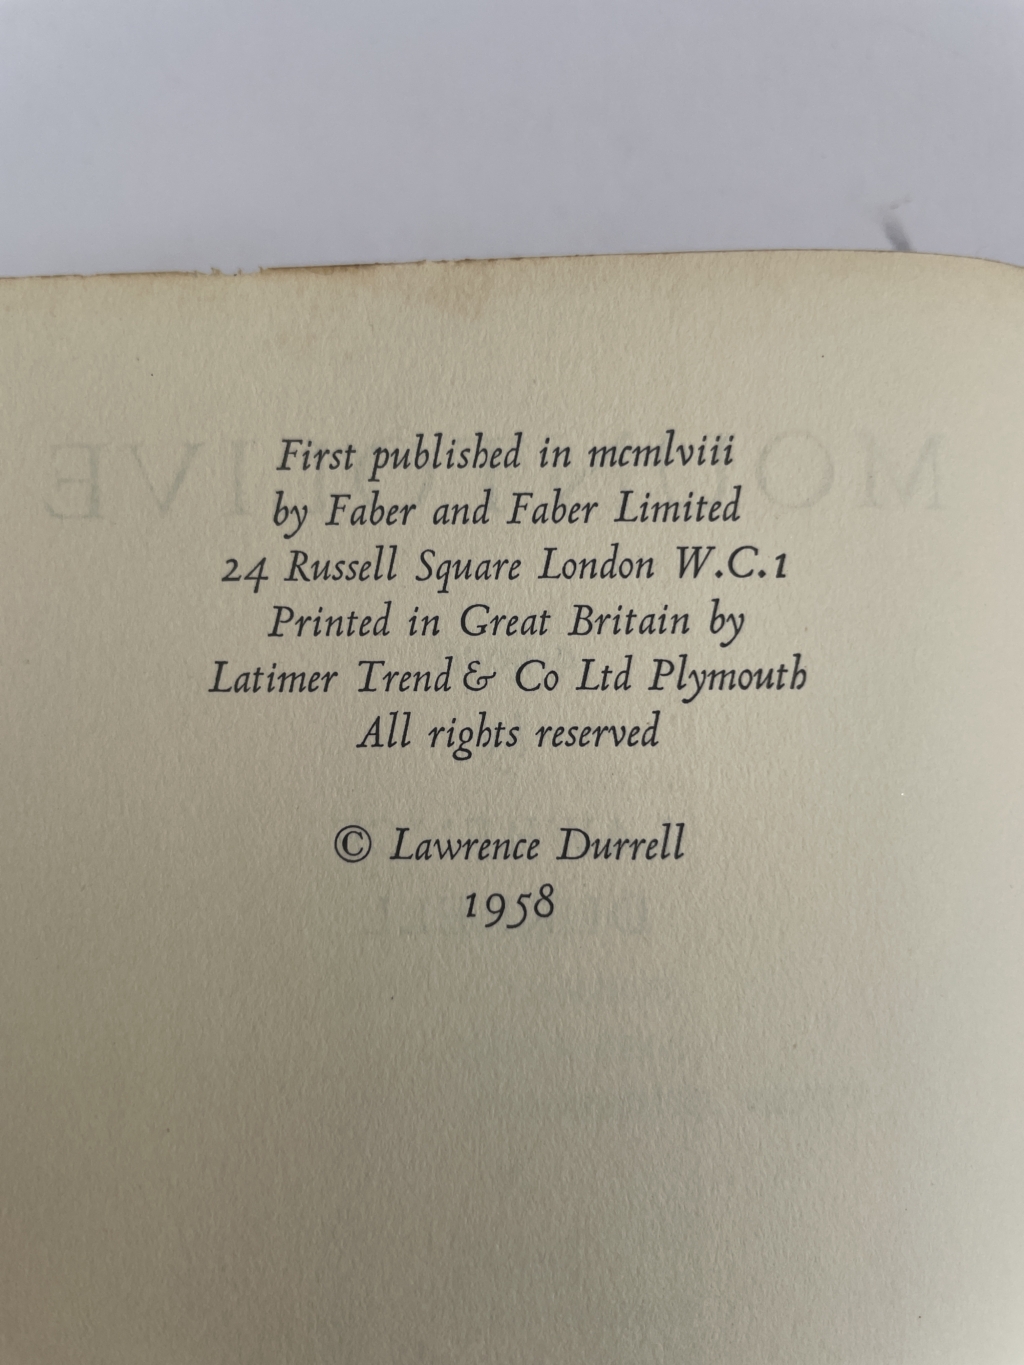 First published in mcmlviii
by Faber and Faber Limited
24 Russell Square London W.C.1
Printed in Great Britain by
Latimer Trend & Co Ltd Plymouth
All rights reserved
© Lawrence Durrell
1958